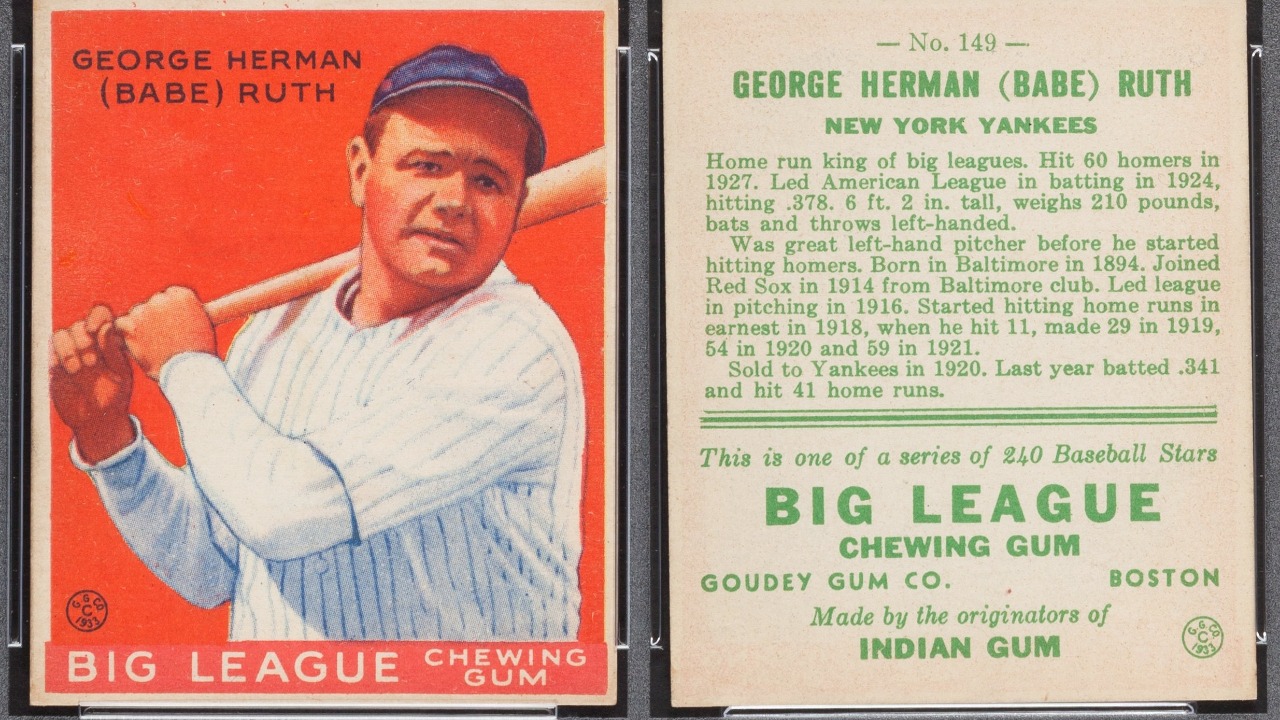 GEORGE HERMAN
(BABE) RUTH
G. G. CO
C
1933
BIG LEAGUE CHEWING GUM
— No. 149 —
GEORGE HERMAN (BABE) RUTH
NEW YORK YANKEES
Home run king of big leagues. Hit 60 homers in
1927. Led American League in batting in 1924,
hitting .378. 6 ft. 2 in. tall, weighs 210 pounds,
bats and throws left-handed.
Was great left-hand pitcher before he started
hitting homers. Born in Baltimore in 1894. Joined
Red Sox in 1914 from Baltimore club. Led league
in pitching in 1916. Started hitting home runs in
earnest in 1918, when he hit 11, made 29 in 1919,
54 in 1920 and 59 in 1921.
Sold to Yankees in 1920. Last year batted .341
and hit 41 home runs.
This is one of a series of 240 Baseball Stars
BIG LEAGUE
CHEWING GUM
GOUDEY GUM CO. BOSTON
Made by the originators of
INDIAN GUM
G. G. CO
C
1933